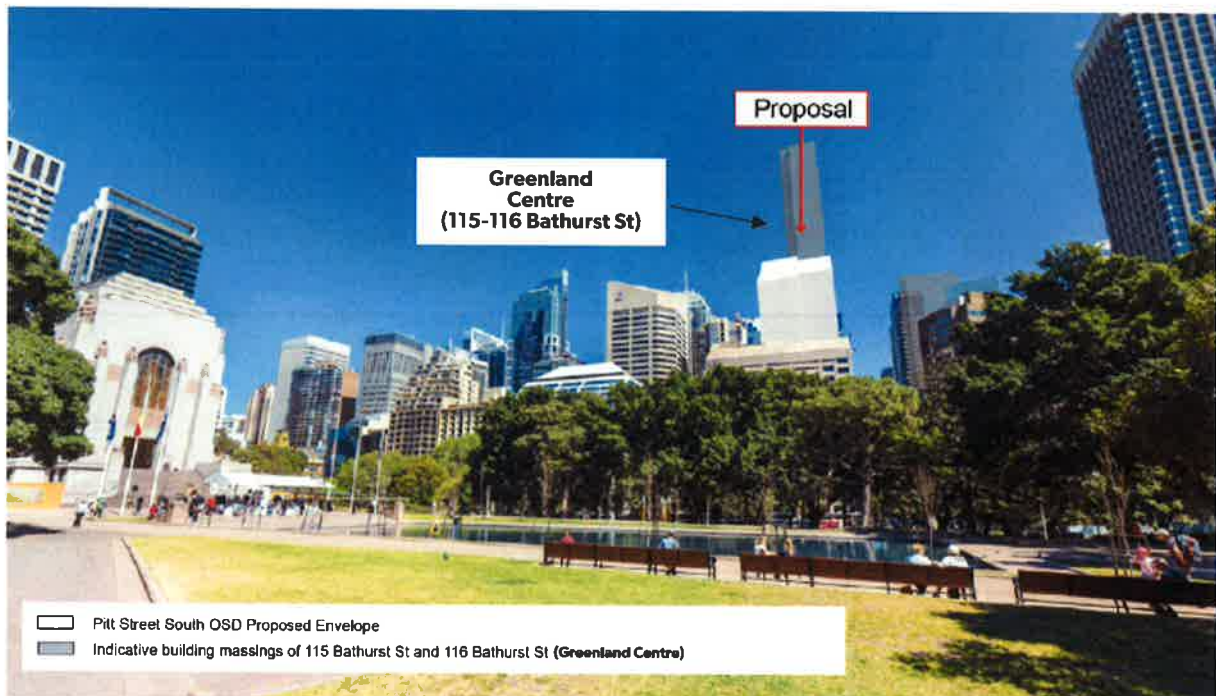 Proposal
Greenland
Centre
(115-116 Bathurst St)
Pitt Street South OSD Proposed Envelope
Indicative building massings of 115 Bathurst St and 116 Bathurst St (Greenland Centre)